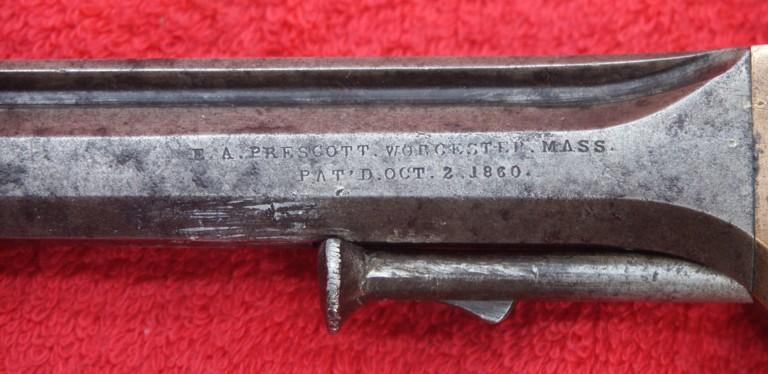 E. A. PRESCOTT. WORCESTER. MASS.
PAT'D. OCT. 2. 1860.